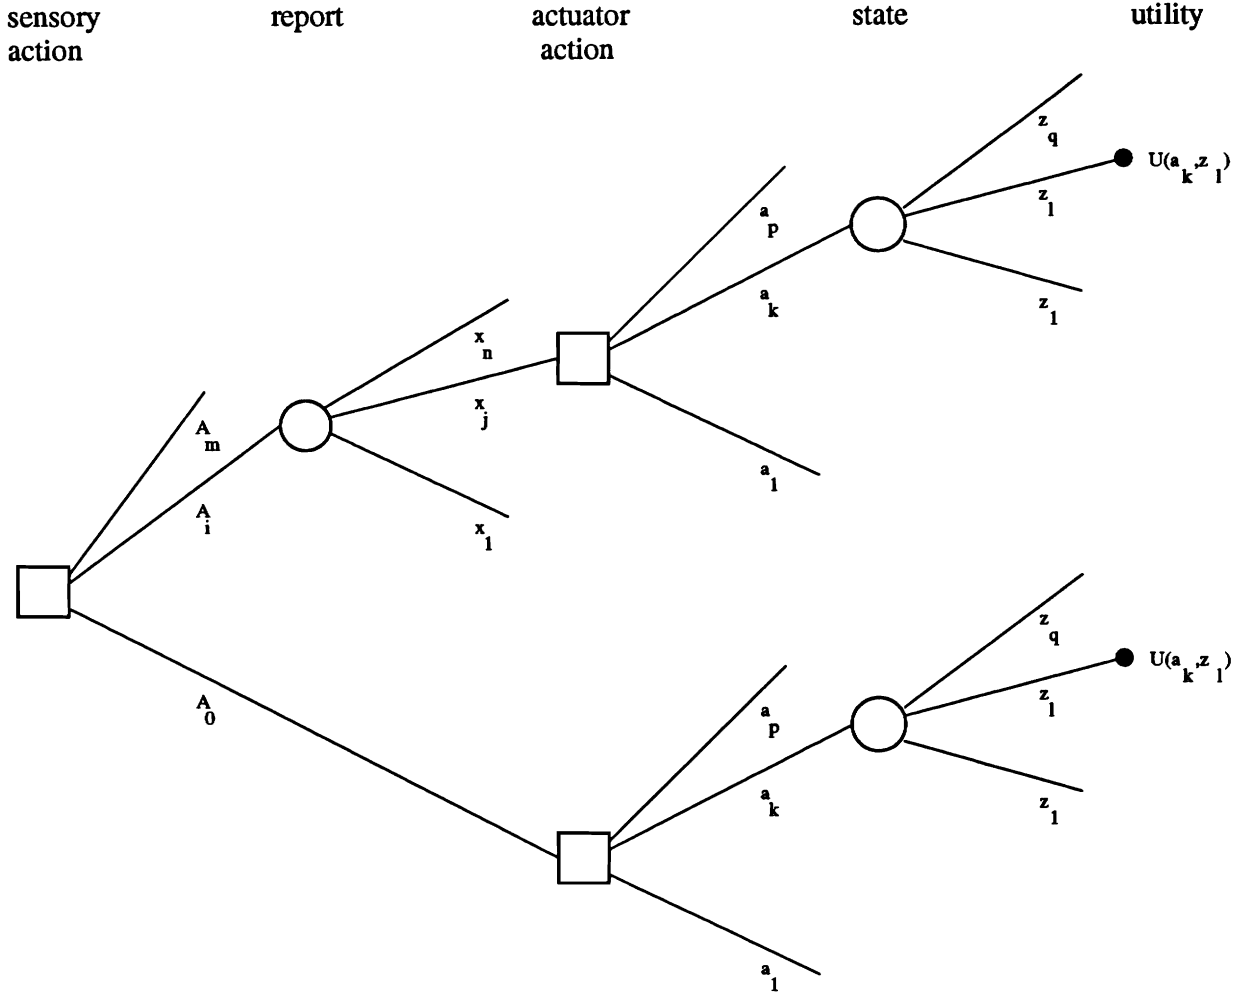 sensory report actuator state utility
action action
z q
U(a k ,z l )
z l
a p
a k
z 1
x n
x j
a 1
A m
A i
x 1
z q
U(a k ,z l )
z l
A 0
a p
a k
z 1
a 1